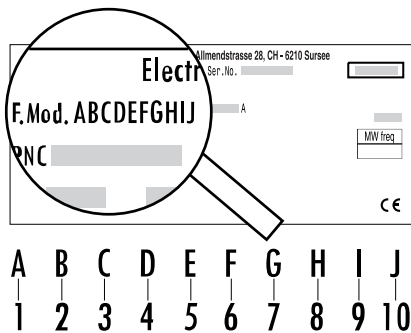 Allmendstrasse 28, CH - 6210 Sursee
Electr
Ser.No.
A
F.Mod. ABCDEFGHIJ
MW freq
PNC
CE
A B C D E F G H I J
1 2 3 4 5 6 7 8 9 10